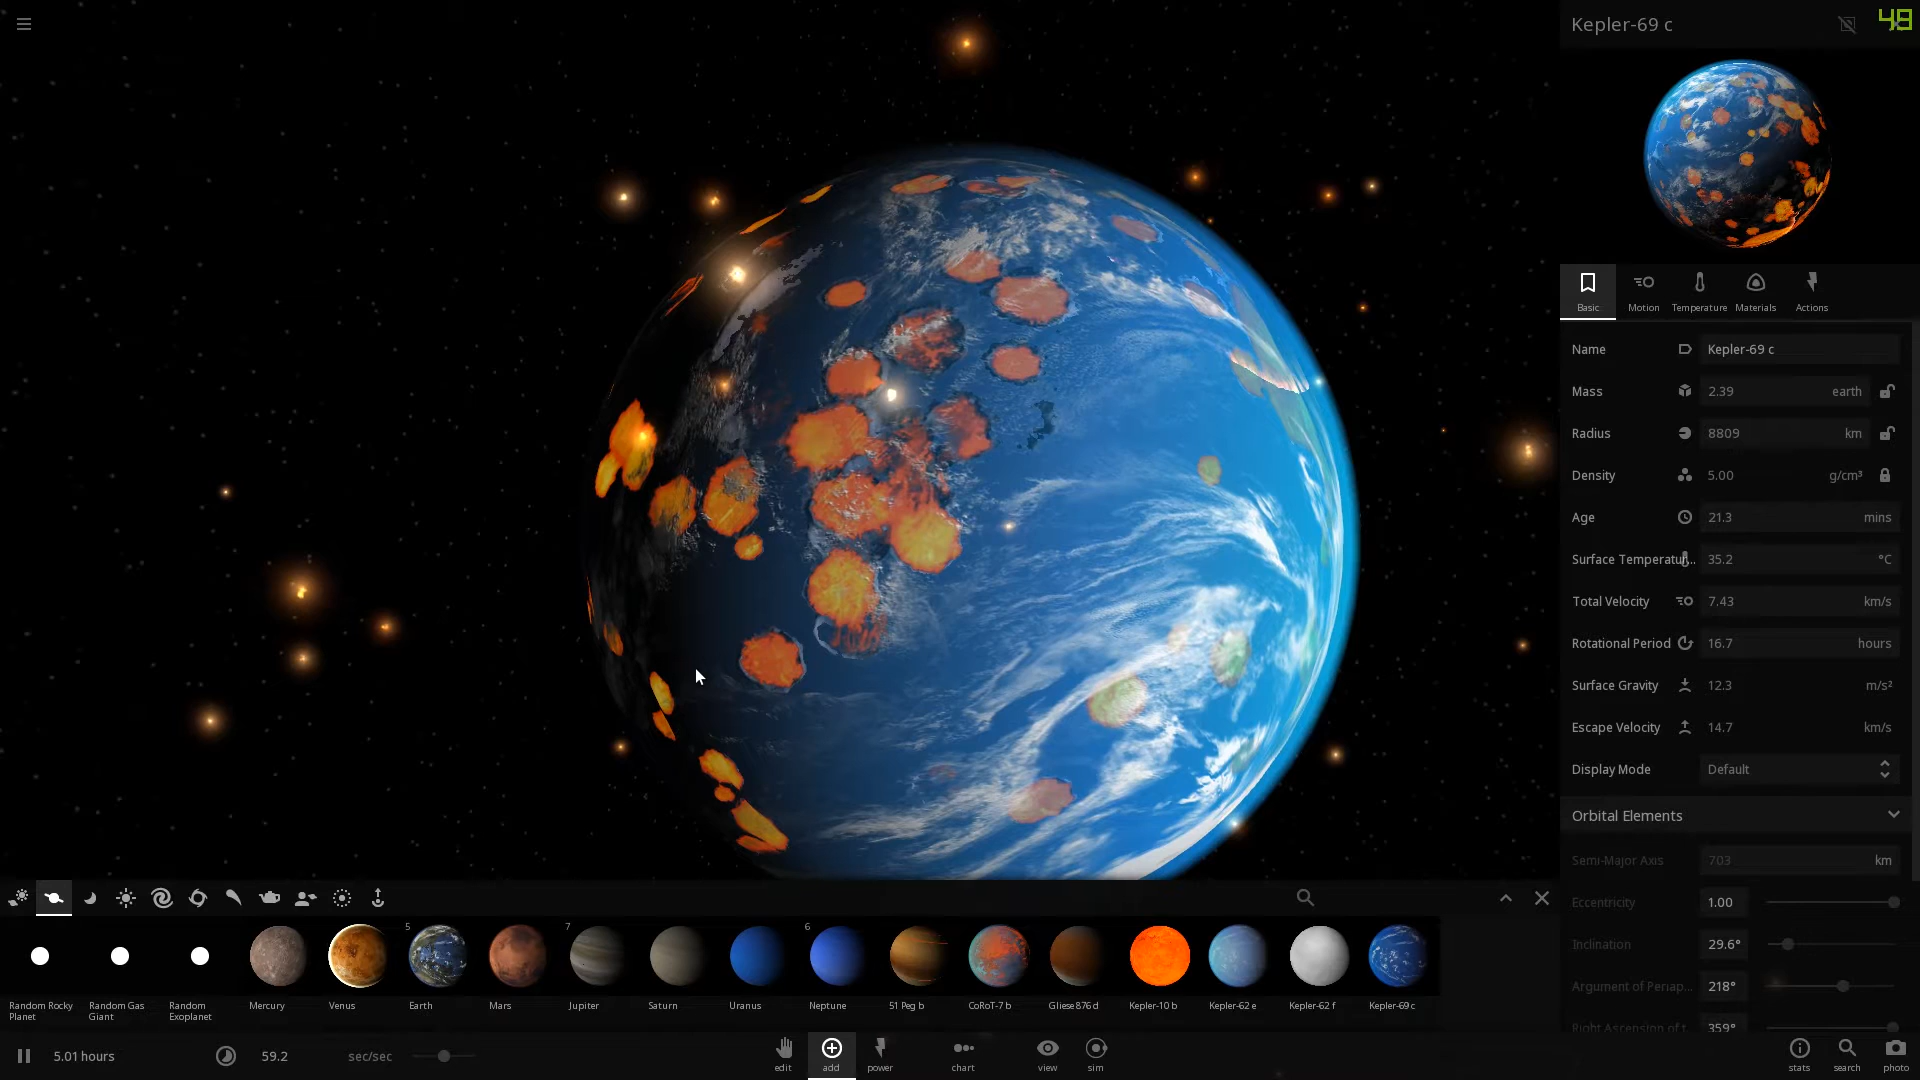 Kepler-69 c
48
Basic
Motion
Temperature
Materials
Actions
Name
Kepler-69 c
Mass
2.39
earth
Radius
8809
km
Density
5.00
g/cm³
Age
21.3
mins
Surface Temperatur...
35.2
°C
Total Velocity
7.43
km/s
Rotational Period
16.7
hours
Surface Gravity
12.3
m/s²
Escape Velocity
14.7
km/s
Display Mode
Default
Orbital Elements
Semi-Major Axis
703
km
Eccentricity
1.00
Inclination
29.6°
Argument of Periap...
218°
Right Ascension of t...
359°
5
7
6
Random Rocky
Planet
Random Gas
Giant
Random
Exoplanet
Mercury
Venus
Earth
Mars
Jupiter
Saturn
Uranus
Neptune
51 Peg b
CoRoT-7 b
Gliese 876 d
Kepler-10 b
Kepler-62 e
Kepler-62 f
Kepler-69 c
5.01 hours
59.2
sec/sec
edit
add
power
chart
view
sim
stats
search
photo